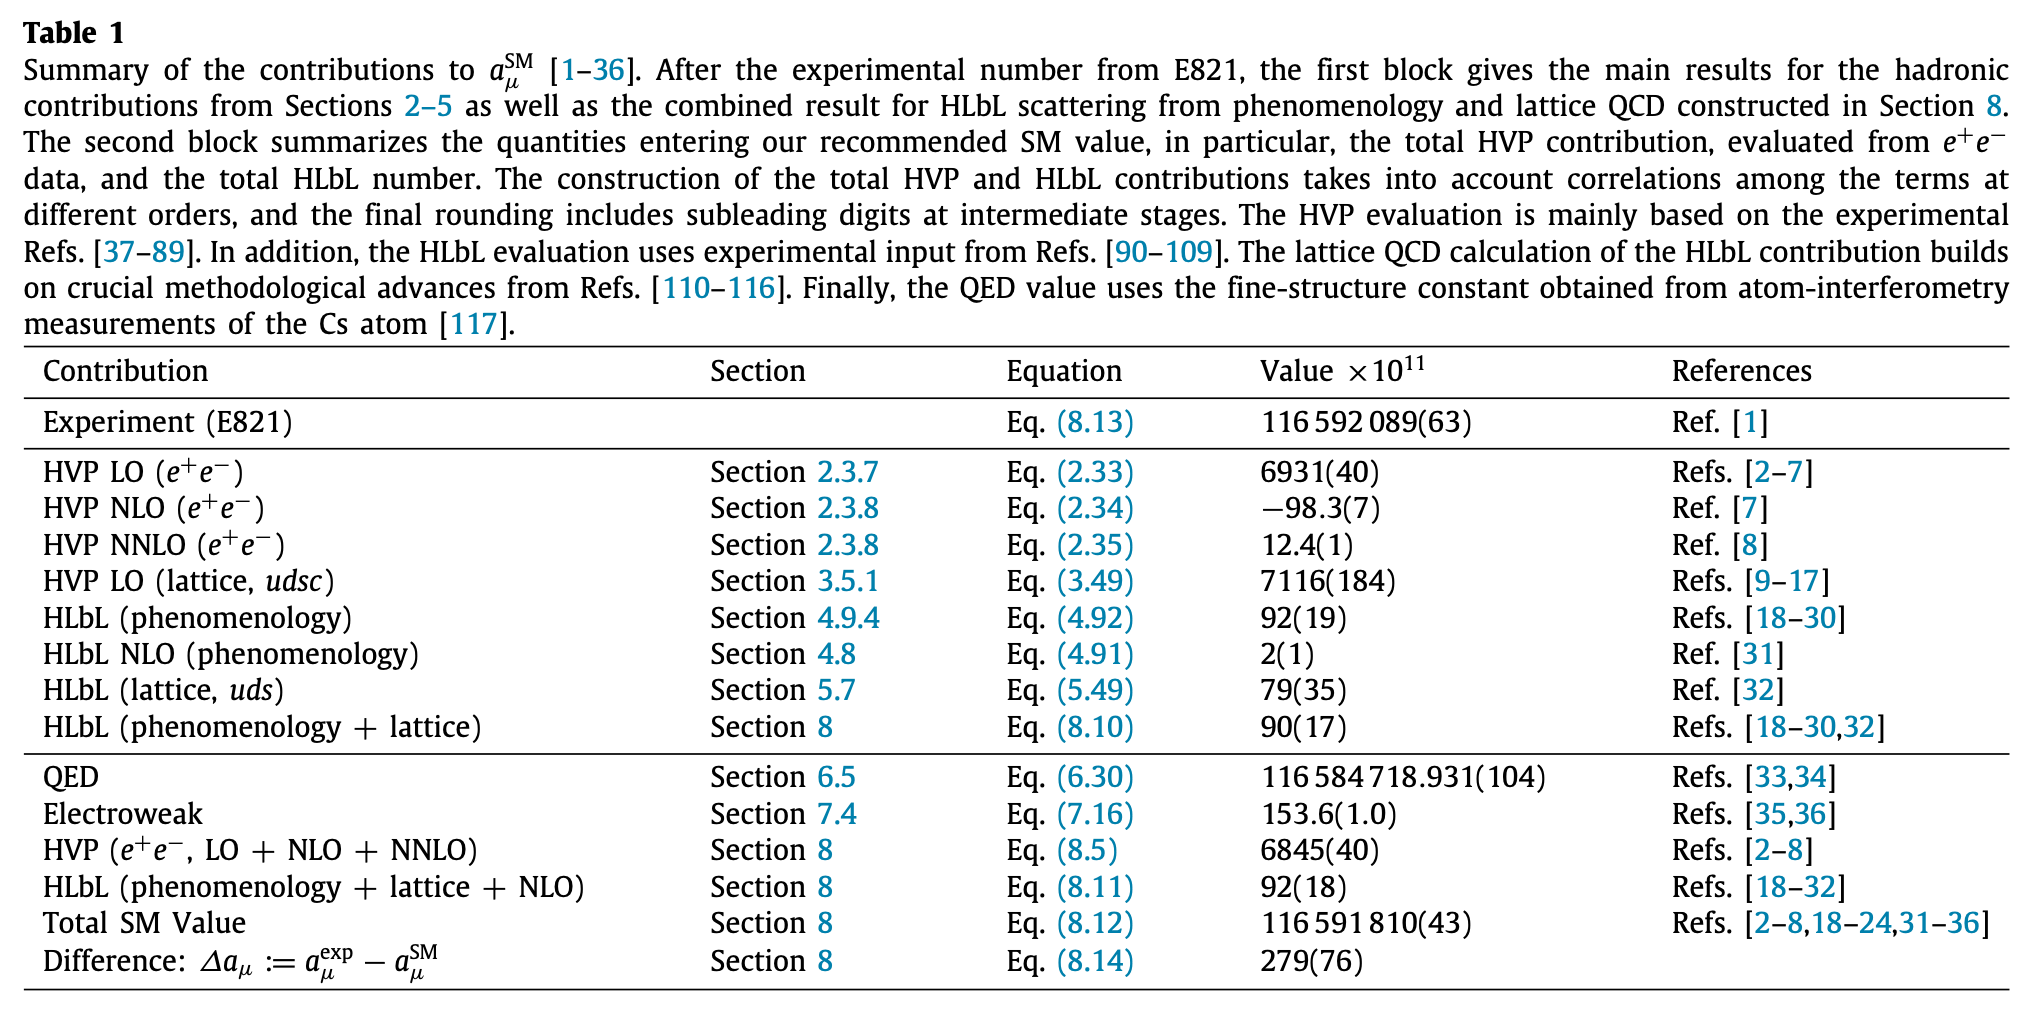 Table 1
Summary of the contributions to a_μ^SM [1–36]. After the experimental number from E821, the first block gives the main results for the hadronic
contributions from Sections 2–5 as well as the combined result for HLbL scattering from phenomenology and lattice QCD constructed in Section 8.
The second block summarizes the quantities entering our recommended SM value, in particular, the total HVP contribution, evaluated from e⁺e⁻
data, and the total HLbL number. The construction of the total HVP and HLbL contributions takes into account correlations among the terms at
different orders, and the final rounding includes subleading digits at intermediate stages. The HVP evaluation is mainly based on the experimental
Refs. [37–89]. In addition, the HLbL evaluation uses experimental input from Refs. [90–109]. The lattice QCD calculation of the HLbL contribution builds
on crucial methodological advances from Refs. [110–116]. Finally, the QED value uses the fine-structure constant obtained from atom-interferometry
measurements of the Cs atom [117].
Contribution Section Equation Value ×10¹¹ References
Experiment (E821) Eq. (8.13) 116 592 089(63) Ref. [1]
HVP LO (e⁺e⁻) Section 2.3.7 Eq. (2.33) 6931(40) Refs. [2–7]
HVP NLO (e⁺e⁻) Section 2.3.8 Eq. (2.34) −98.3(7) Ref. [7]
HVP NNLO (e⁺e⁻) Section 2.3.8 Eq. (2.35) 12.4(1) Ref. [8]
HVP LO (lattice, udsc) Section 3.5.1 Eq. (3.49) 7116(184) Refs. [9–17]
HLbL (phenomenology) Section 4.9.4 Eq. (4.92) 92(19) Refs. [18–30]
HLbL NLO (phenomenology) Section 4.8 Eq. (4.91) 2(1) Ref. [31]
HLbL (lattice, uds) Section 5.7 Eq. (5.49) 79(35) Ref. [32]
HLbL (phenomenology + lattice) Section 8 Eq. (8.10) 90(17) Refs. [18–30,32]
QED Section 6.5 Eq. (6.30) 116 584 718.931(104) Refs. [33,34]
Electroweak Section 7.4 Eq. (7.16) 153.6(1.0) Refs. [35,36]
HVP (e⁺e⁻, LO + NLO + NNLO) Section 8 Eq. (8.5) 6845(40) Refs. [2–8]
HLbL (phenomenology + lattice + NLO) Section 8 Eq. (8.11) 92(18) Refs. [18–32]
Total SM Value Section 8 Eq. (8.12) 116 591 810(43) Refs. [2–8,18–24,31–36]
Difference: Δa_μ := a_μ^exp − a_μ^SM Section 8 Eq. (8.14) 279(76)